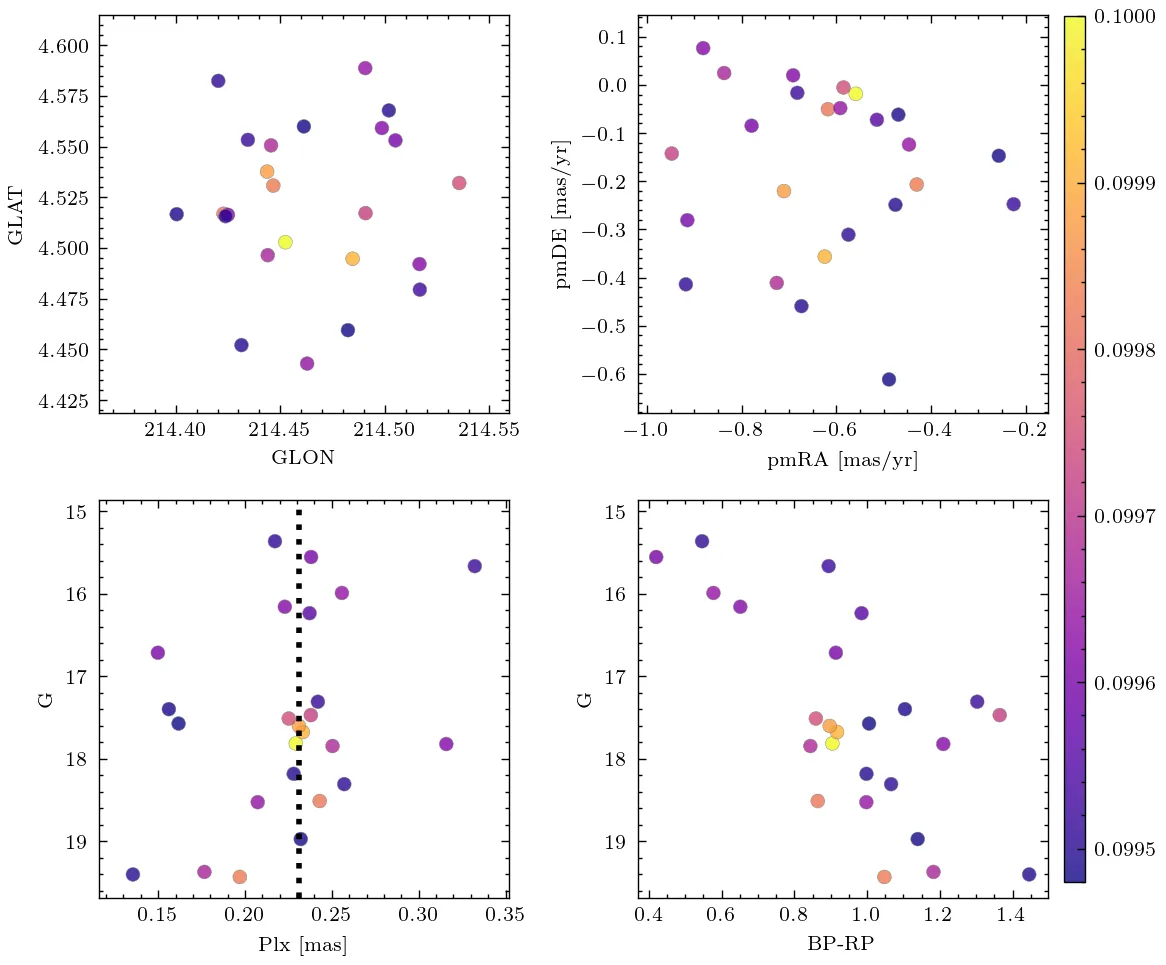 4.600
4.575
4.550
4.525
4.500
4.475
4.450
4.425
GLAT
214.40 214.45 214.50 214.55
GLON
0.1
0.0
−0.1
−0.2
−0.3
−0.4
−0.5
−0.6
pmDE [mas/yr]
−1.0 −0.8 −0.6 −0.4 −0.2
pmRA [mas/yr]
0.1000
0.0999
0.0998
0.0997
0.0996
0.0995
15
16
17
18
19
G
0.15 0.20 0.25 0.30 0.35
Plx [mas]
15
16
17
18
19
G
0.4 0.6 0.8 1.0 1.2 1.4
BP-RP